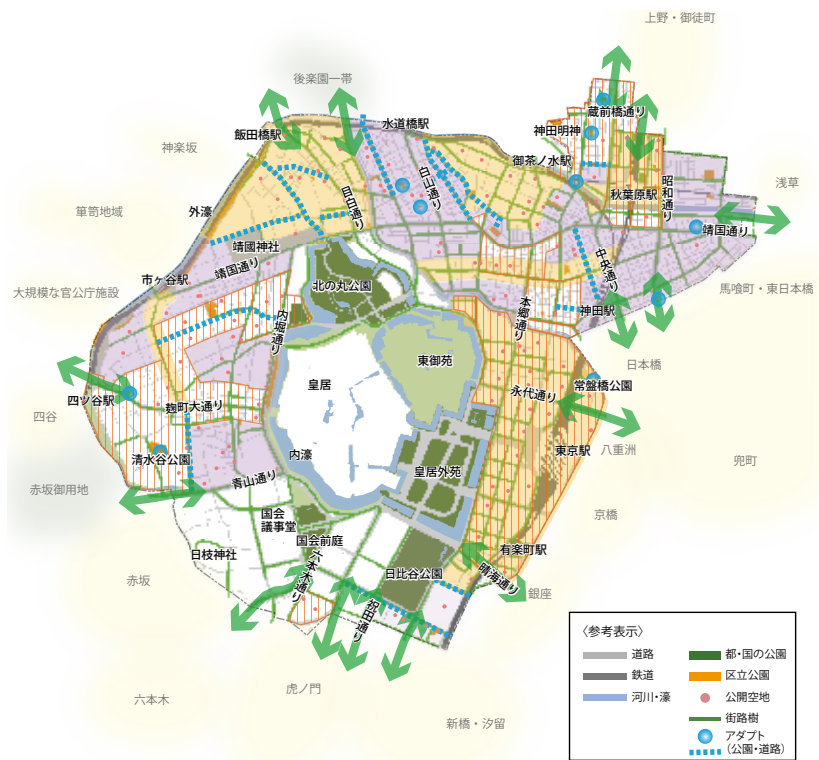 上野・御徒町
後楽園一帯
蔵前橋通り
水道橋駅
飯田橋駅
神田明神
神楽坂
御茶ノ水駅
白山通り
目白通り
秋葉原駅
昭和通り
浅草
箪笥地域
外濠
靖国通り
靖國神社
靖国通り
中央通り
市ヶ谷駅
北の丸公園
大規模な官公庁施設
馬喰町・東日本橋
本郷通り
神田駅
内堀通り
東御苑
日本橋
皇居
常盤橋公園
永代通り
四ツ谷駅
麹町大通り
四谷
東京駅
八重洲
内濠
清水谷公園
兜町
皇居外苑
青山通り
赤坂御用地
国会
議事堂
京橋
国会前庭
有楽町駅
日枝神社
六本木通り
日比谷公園
晴海通り
赤坂
銀座
祝田通り
〈参考表示〉
道路
鉄道
河川・濠
都・国の公園
区立公園
公開空地
街路樹
アダプト
（公園・道路）
虎ノ門
六本木
新橋・汐留